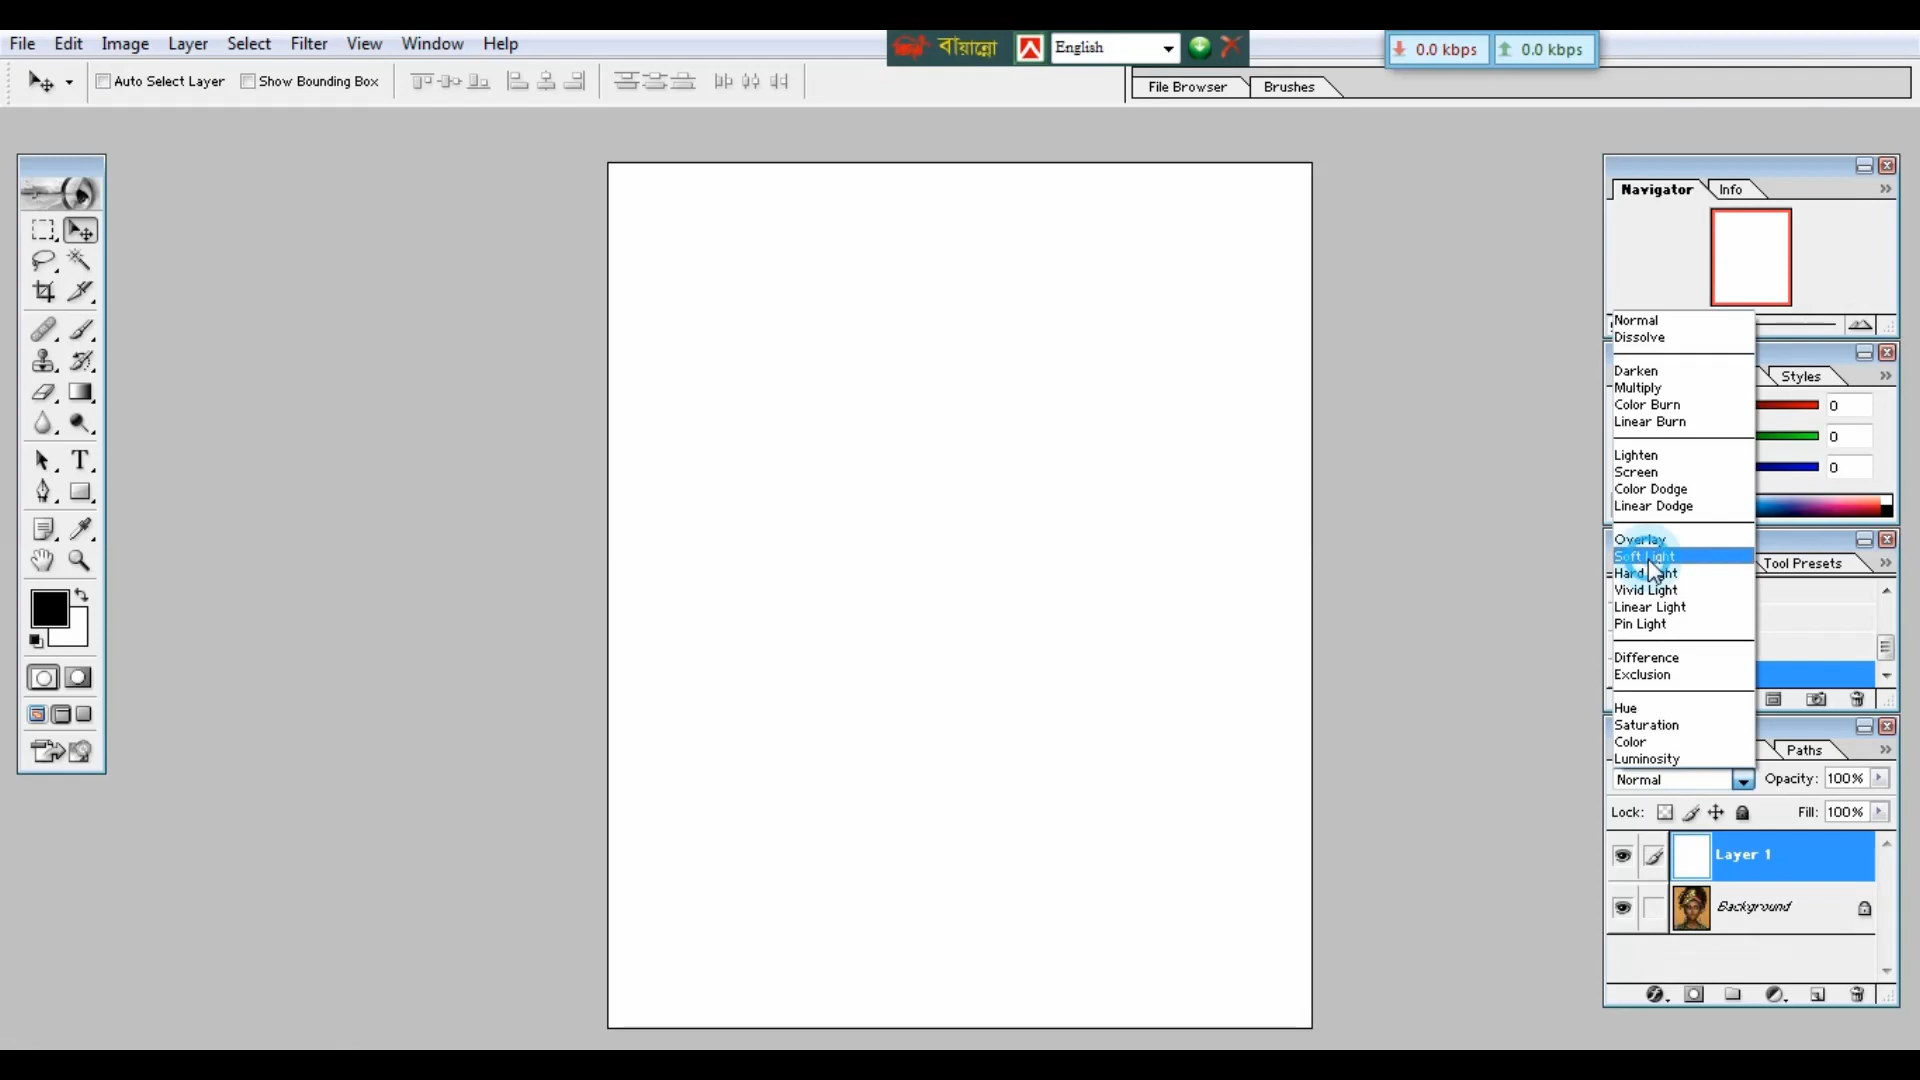 File Edit Image Layer Select Filter View Window Help
বায়ান্নো English 0.0 kbps 0.0 kbps
Auto Select Layer Show Bounding Box
File Browser Brushes
Navigator Info
Normal
Dissolve
Darken
Multiply
Color Burn
Linear Burn
Lighten
Screen
Color Dodge
Linear Dodge
Overlay
Soft Light
Hard Light
Vivid Light
Linear Light
Pin Light
Difference
Exclusion
Hue
Saturation
Color
Luminosity
Styles
0
0
0
Tool Presets
Paths
Normal Opacity: 100%
Lock: Fill: 100%
Layer 1
Background
T